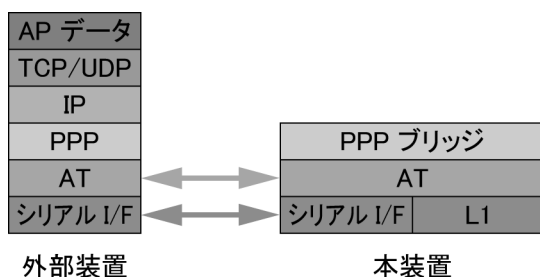 AP データ
TCP/UDP
IP
PPP
AT
シリアル I/F
外部装置
PPP ブリッジ
AT
シリアル I/F
L1
本装置